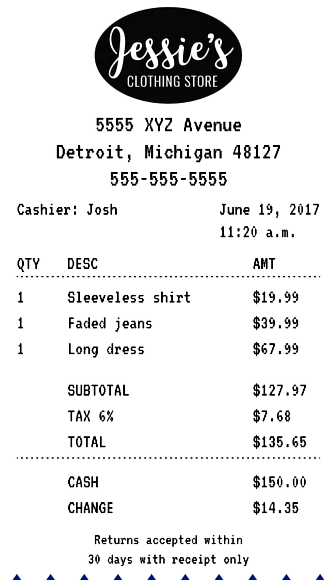 Jessie's
CLOTHING STORE
5555 XYZ Avenue
Detroit, Michigan 48127
555-555-5555
Cashier: Josh June 19, 2017
11:20 a.m.
QTY DESC AMT
1 Sleeveless shirt $19.99
1 Faded jeans $39.99
1 Long dress $67.99
SUBTOTAL $127.97
TAX 6% $7.68
TOTAL $135.65
CASH $150.00
CHANGE $14.35
Returns accepted within
30 days with receipt only